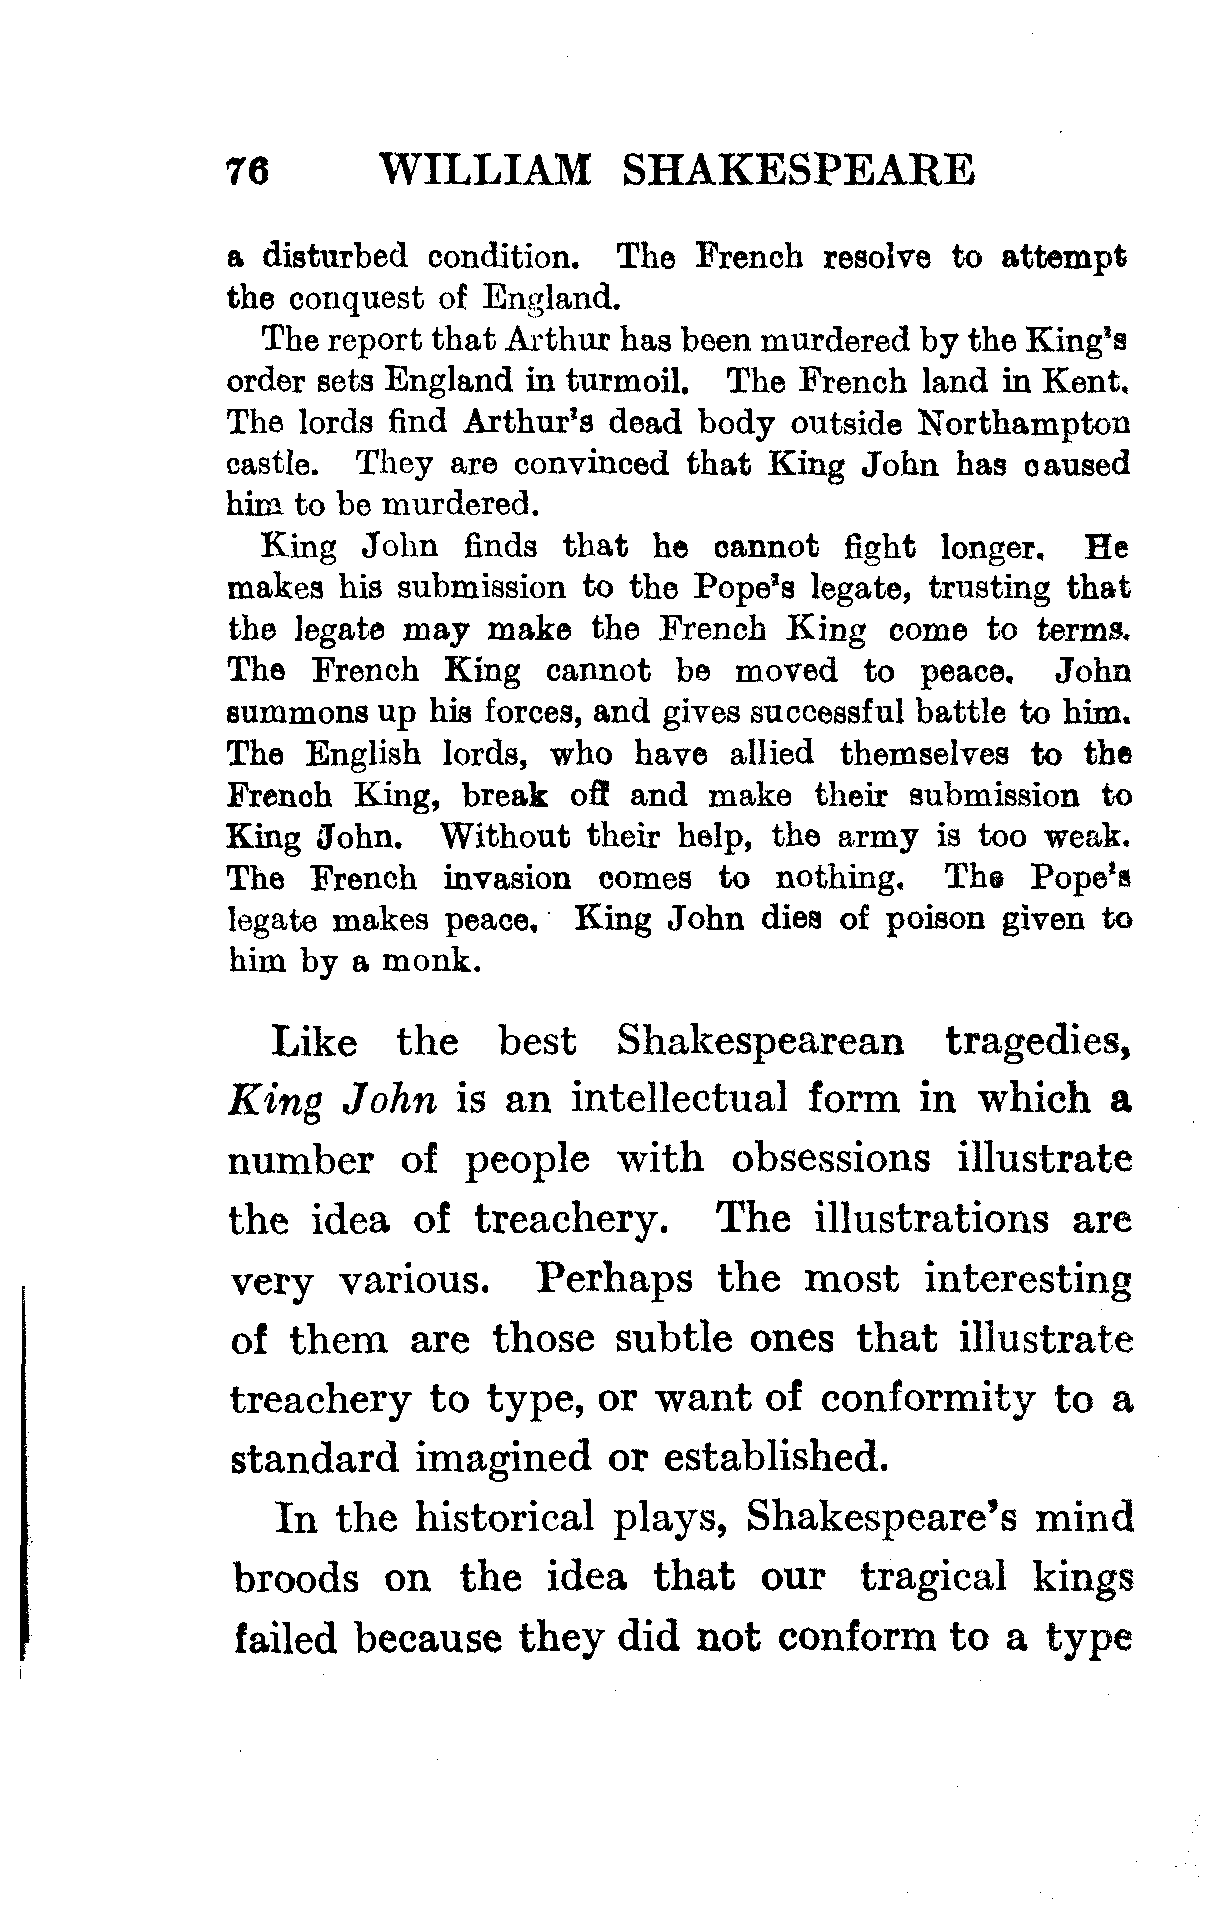 76 WILLIAM SHAKESPEARE
a disturbed condition. The French resolve to attempt
the conquest of England.
The report that Arthur has been murdered by the King's
order sets England in turmoil. The French land in Kent.
The lords find Arthur's dead body outside Northampton
castle. They are convinced that King John has caused
him to be murdered.
King John finds that he cannot fight longer. He
makes his submission to the Pope's legate, trusting that
the legate may make the French King come to terms.
The French King cannot be moved to peace. John
summons up his forces, and gives successful battle to him.
The English lords, who have allied themselves to the
French King, break off and make their submission to
King John. Without their help, the army is too weak.
The French invasion comes to nothing. The Pope's
legate makes peace. King John dies of poison given to
him by a monk.
Like the best Shakespearean tragedies,
King John is an intellectual form in which a
number of people with obsessions illustrate
the idea of treachery. The illustrations are
very various. Perhaps the most interesting
of them are those subtle ones that illustrate
treachery to type, or want of conformity to a
standard imagined or established.
In the historical plays, Shakespeare's mind
broods on the idea that our tragical kings
failed because they did not conform to a type